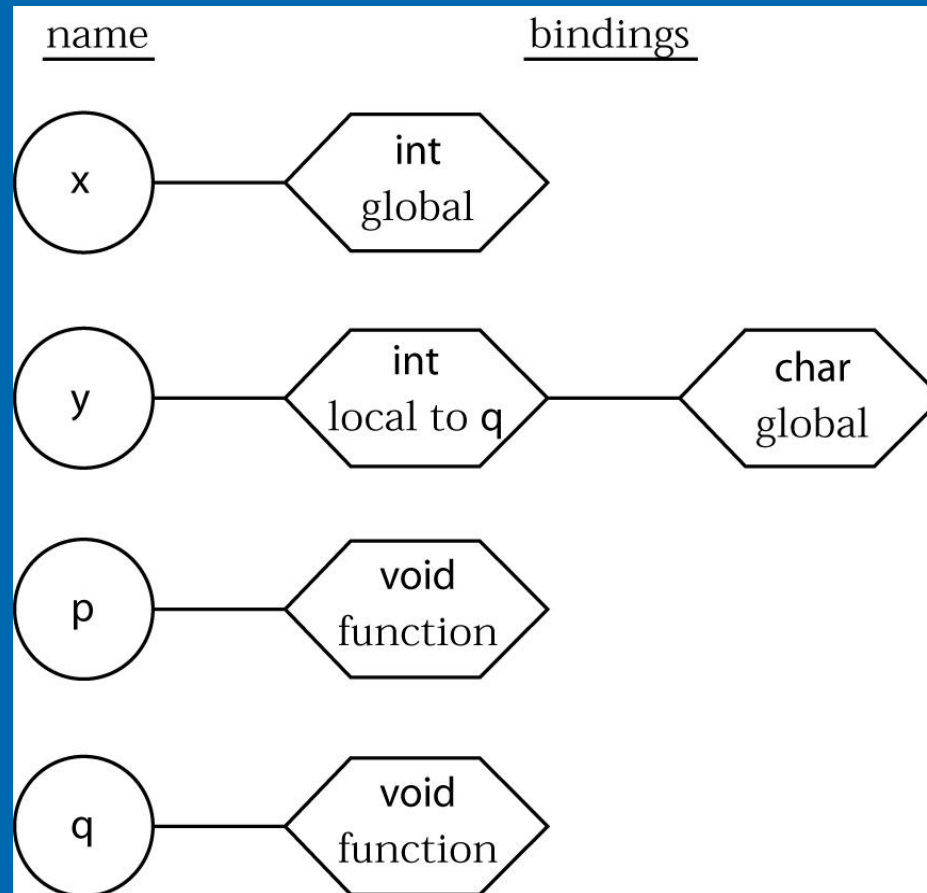 name bindings
x int
global
y int
local to q char
global
p void
function
q void
function